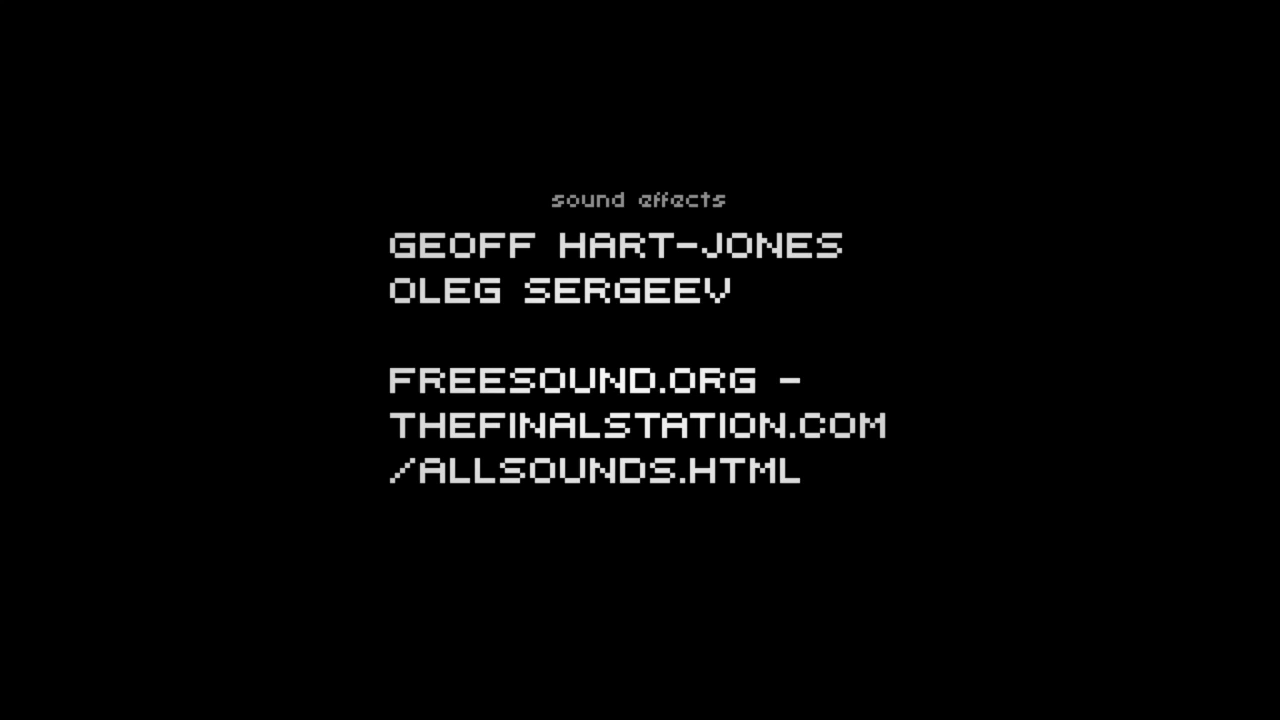 sound effects
GEOFF HART-JONES
OLEG SERGEEV
FREESOUND.ORG -
THEFINALSTATION.COM
/ALLSOUNDS.HTML